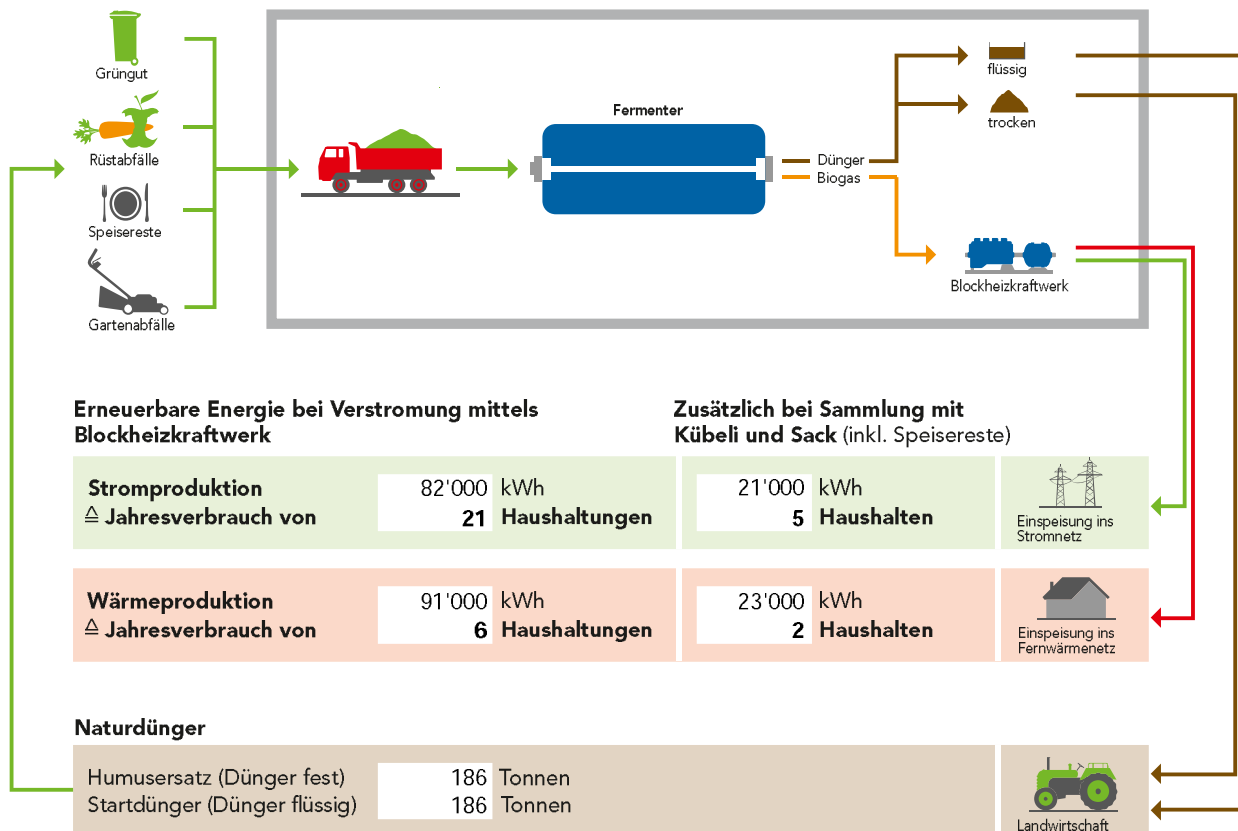 Grüngut
Rüstabfälle
Speisereste
Gartenabfälle
Fermenter
Dünger
Biogas
flüssig
trocken
Blockheizkraftwerk
Erneuerbare Energie bei Verstromung mittels
Blockheizkraftwerk
Zusätzlich bei Sammlung mit
Kübeli und Sack (inkl. Speisereste)
Stromproduktion 82'000 kWh 21'000 kWh
≙ Jahresverbrauch von 21 Haushaltungen 5 Haushalten
Einspeisung ins
Stromnetz
Wärmeproduktion 91'000 kWh 23'000 kWh
≙ Jahresverbrauch von 6 Haushaltungen 2 Haushalten
Einspeisung ins
Fernwärmenetz
Naturdünger
Humusersatz (Dünger fest) 186 Tonnen
Startdünger (Dünger flüssig) 186 Tonnen
Landwirtschaft